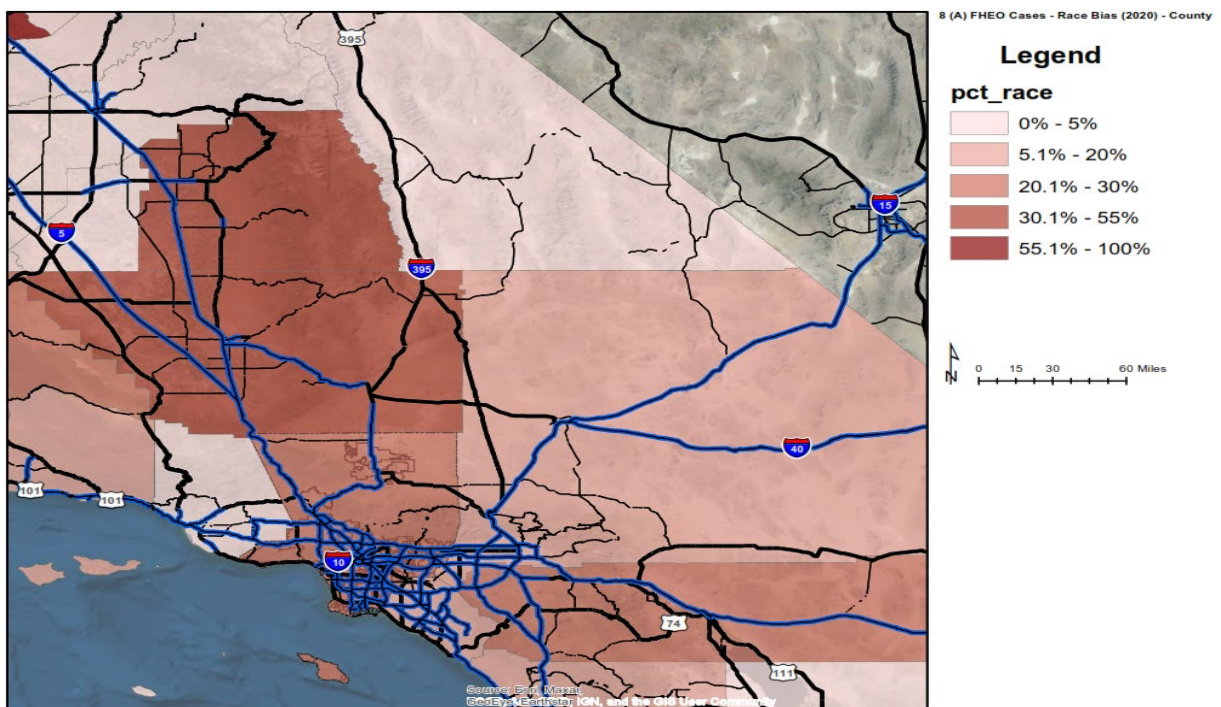 8 (A) FHEO Cases - Race Bias (2020) - County
Legend
pct_race
0% - 5%
5.1% - 20%
20.1% - 30%
30.1% - 55%
55.1% - 100%
N
0 15 30 60 Miles
395
15
5
395
40
101
101
10
74
111
Source: Esri, Maxar,
GeoEye, Earthstar IGN, and the GIS User Community